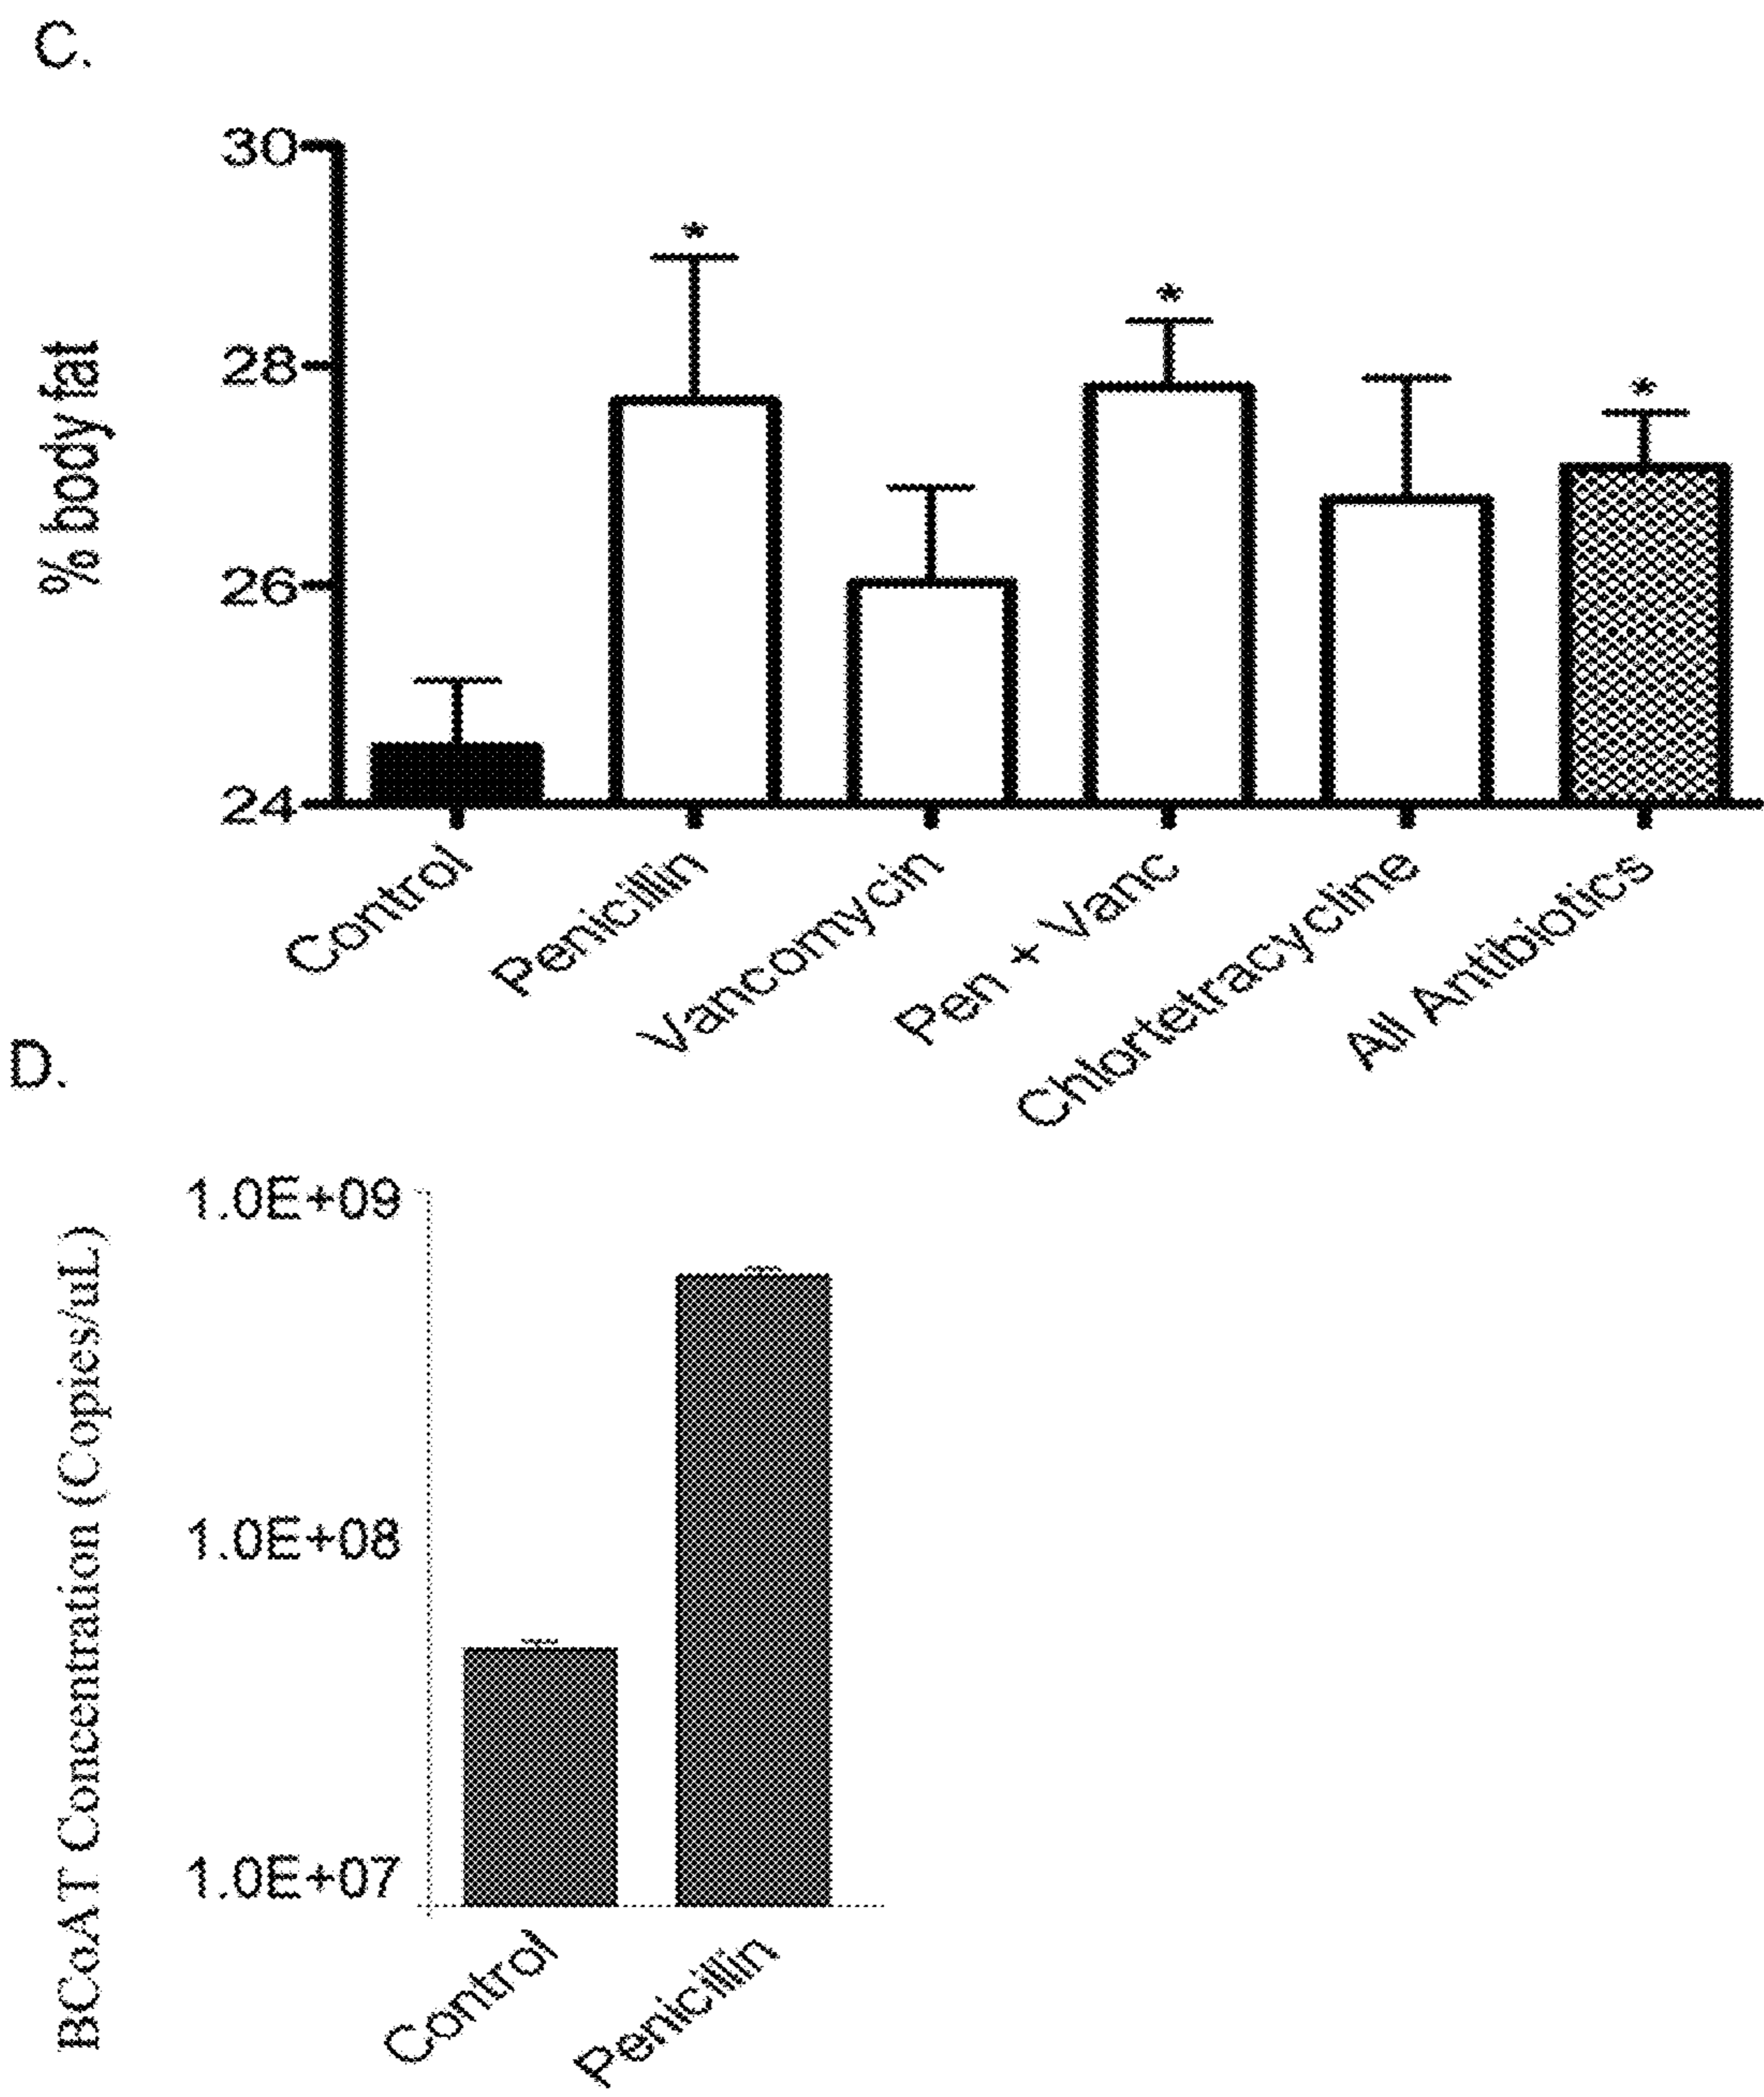 C.
% body fat
30
28
26
24
*
*
*
Control
Penicillin
Vancomycin
Pen + Vanc
Chlortetracycline
All Antibiotics
D.
BCoAT Concentration (Copies/uL)
1.0E+09
1.0E+08
1.0E+07
Control
Penicillin